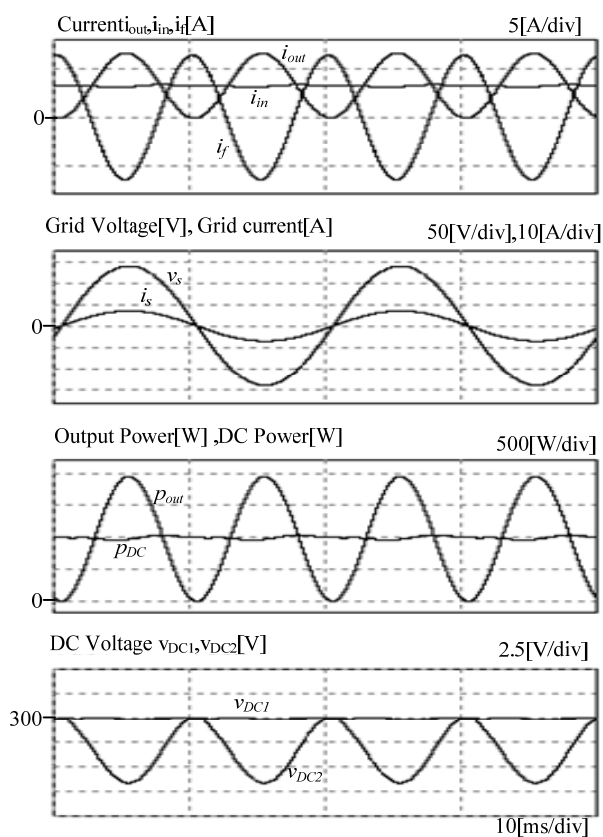 Currenti_out,i_in,i_f[A] 5[A/div]
i_out
i_in
0
i_f
Grid Voltage[V], Grid current[A] 50[V/div],10[A/div]
v_s
i_s
0
Output Power[W] ,DC Power[W] 500[W/div]
p_out
p_DC
0
DC Voltage v_DC1,v_DC2[V] 2.5[V/div]
300
v_DC1
v_DC2
10[ms/div]